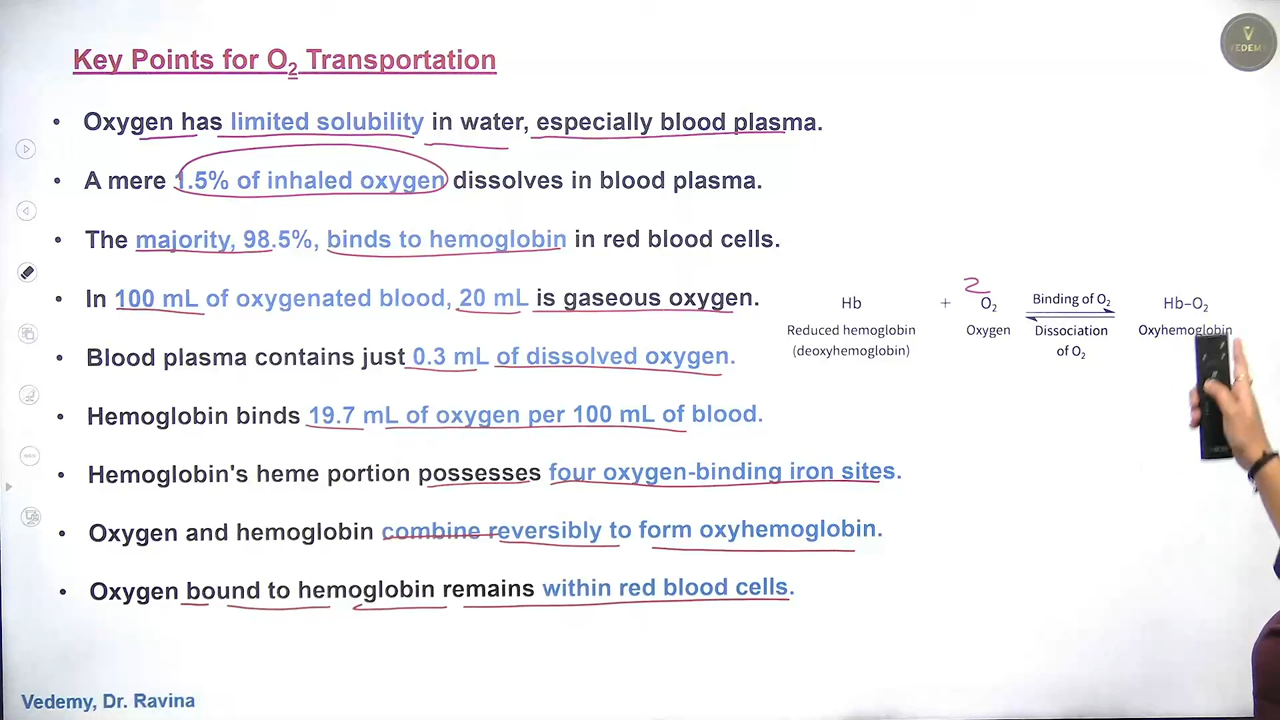 VEDEMY
Key Points for O₂ Transportation
• Oxygen has limited solubility in water, especially blood plasma.
• A mere 1.5% of inhaled oxygen dissolves in blood plasma.
• The majority, 98.5%, binds to hemoglobin in red blood cells.
• In 100 mL of oxygenated blood, 20 mL is gaseous oxygen.
• Blood plasma contains just 0.3 mL of dissolved oxygen.
• Hemoglobin binds 19.7 mL of oxygen per 100 mL of blood.
• Hemoglobin's heme portion possesses four oxygen-binding iron sites.
• Oxygen and hemoglobin combine reversibly to form oxyhemoglobin.
• Oxygen bound to hemoglobin remains within red blood cells.
2
Hb + O₂ Binding of O₂ Hb–O₂
Reduced hemoglobin Oxygen Dissociation Oxyhemoglobin
(deoxyhemoglobin) of O₂
Vedemy, Dr. Ravina